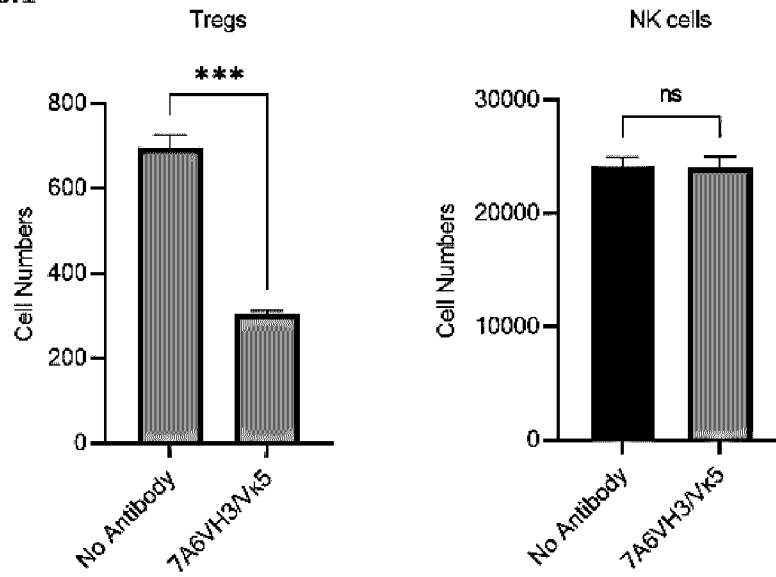 Tregs
NK cells
***
ns
800
600
400
200
0
Cell Numbers
No Antibody
7A6VH3/Vκ5
30000
20000
10000
0
Cell Numbers
No Antibody
7A6VH3/Vκ5